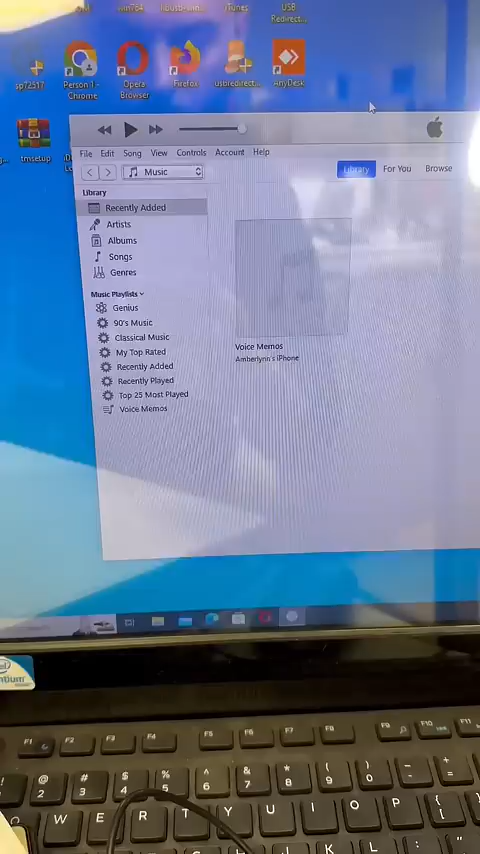 win764
iTunes
USB
Redirect...
sp72517
Person 1 -
Chrome
Opera
Browser
Firefox
usbredirect...
AnyDesk
tmsetup
File Edit Song View Controls Account Help
Music
Library For You Browse
Library
Recently Added
Artists
Albums
Songs
Genres
Music Playlists
Genius
90's Music
Classical Music
My Top Rated
Recently Added
Recently Played
Top 25 Most Played
Voice Memos
Voice Memos
Amberlynn's iPhone
F1 F2 F3 F4 F5 F6 F7 F8 F9 F10 F11
! @ # $ % ^ & * ( ) - +
2 3 4 5 6 7 8 9 0 - =
W E R T Y U I O P { [
J K L :